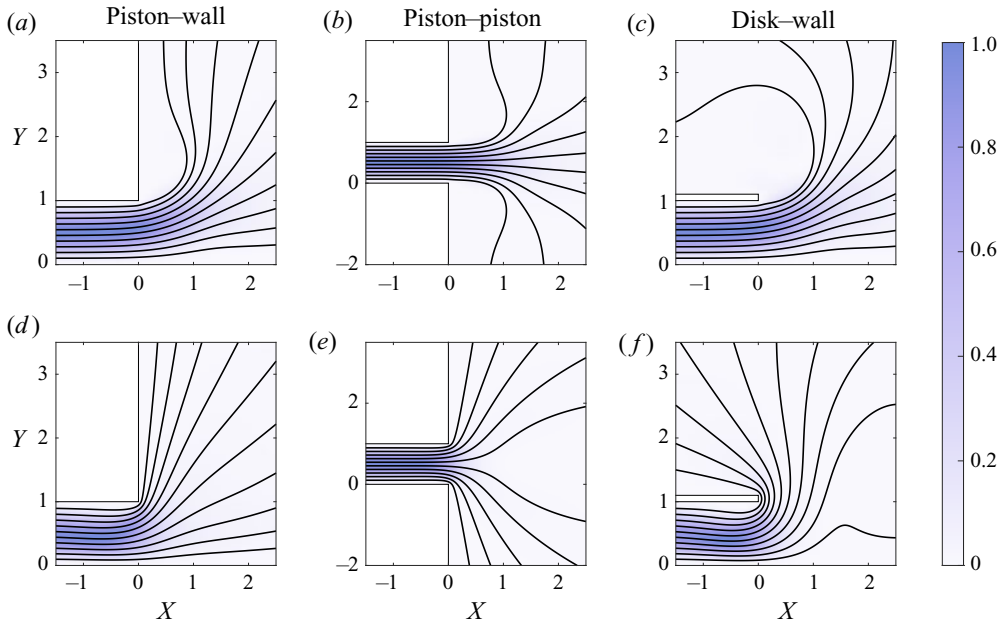 Piston–wall Piston–piston Disk–wall
(a) (b) (c)
3 2 3 1.0
Y 2 2
1 0 1 0.8
0 –2 0
–1 0 1 2 –1 0 1 2 –1 0 1 2
0.6
(d) (e) (f)
3 2 3 0.4
Y 2 2
1 0 1 0.2
0 –2 0 0
–1 0 1 2 –1 0 1 2 –1 0 1 2
X X X